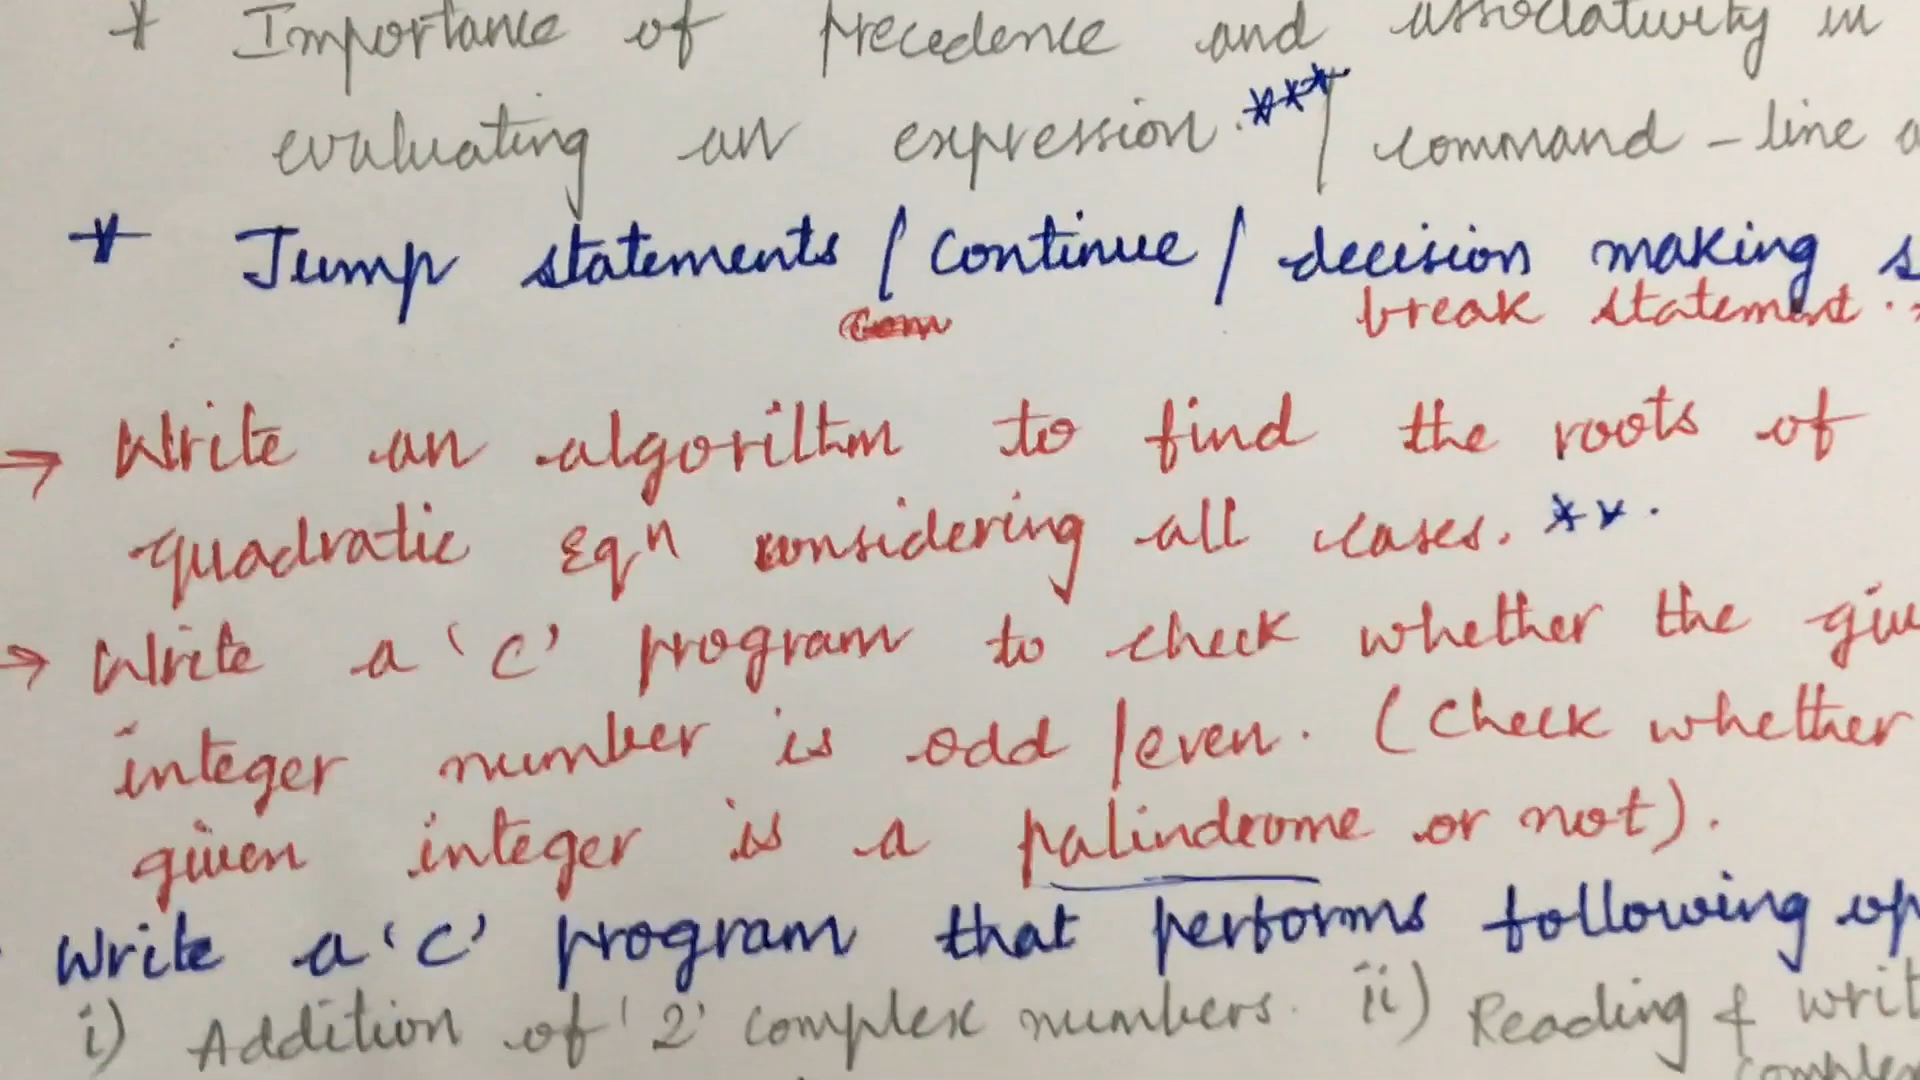 * Importance of precedence and associativity in
evaluating an expression.*** / command-line
* Jump statements / Continue / decision making
break statement.
→ Write an algorithm to find the roots of
quadratic Eqⁿ considering all cases. **.
→ Write a 'C' program to check whether the
integer number is odd /even. (Check whether
given integer is a palindrome or not).
Write a 'C' program that performs following
i) Addition of '2' complex numbers. ii) Reading &